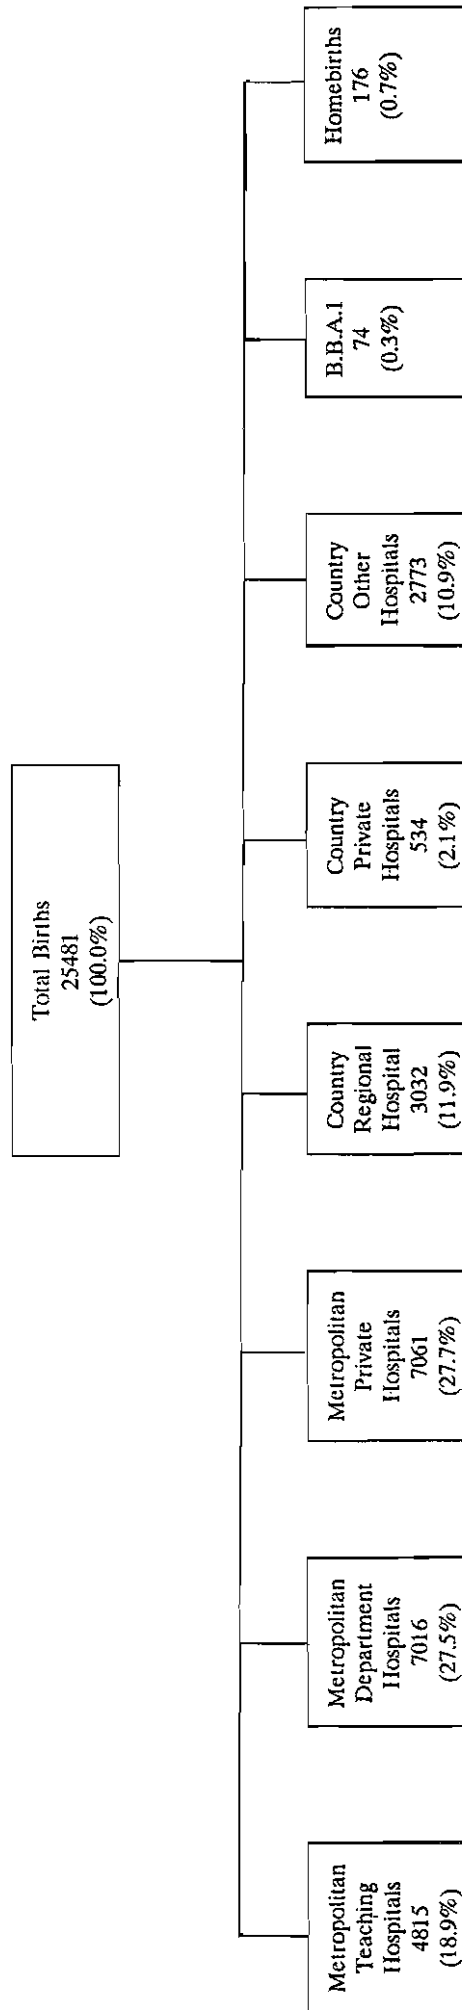 Total Births
25481
(100.0%)
Metropolitan
Teaching
Hospitals
4815
(18.9%)
Metropolitan
Department
Hospitals
7016
(27.5%)
Metropolitan
Private
Hospitals
7061
(27.7%)
Country
Regional
Hospital
3032
(11.9%)
Country
Private
Hospitals
534
(2.1%)
Country
Other
Hospitals
2773
(10.9%)
B.B.A.1
74
(0.3%)
Homebirths
176
(0.7%)